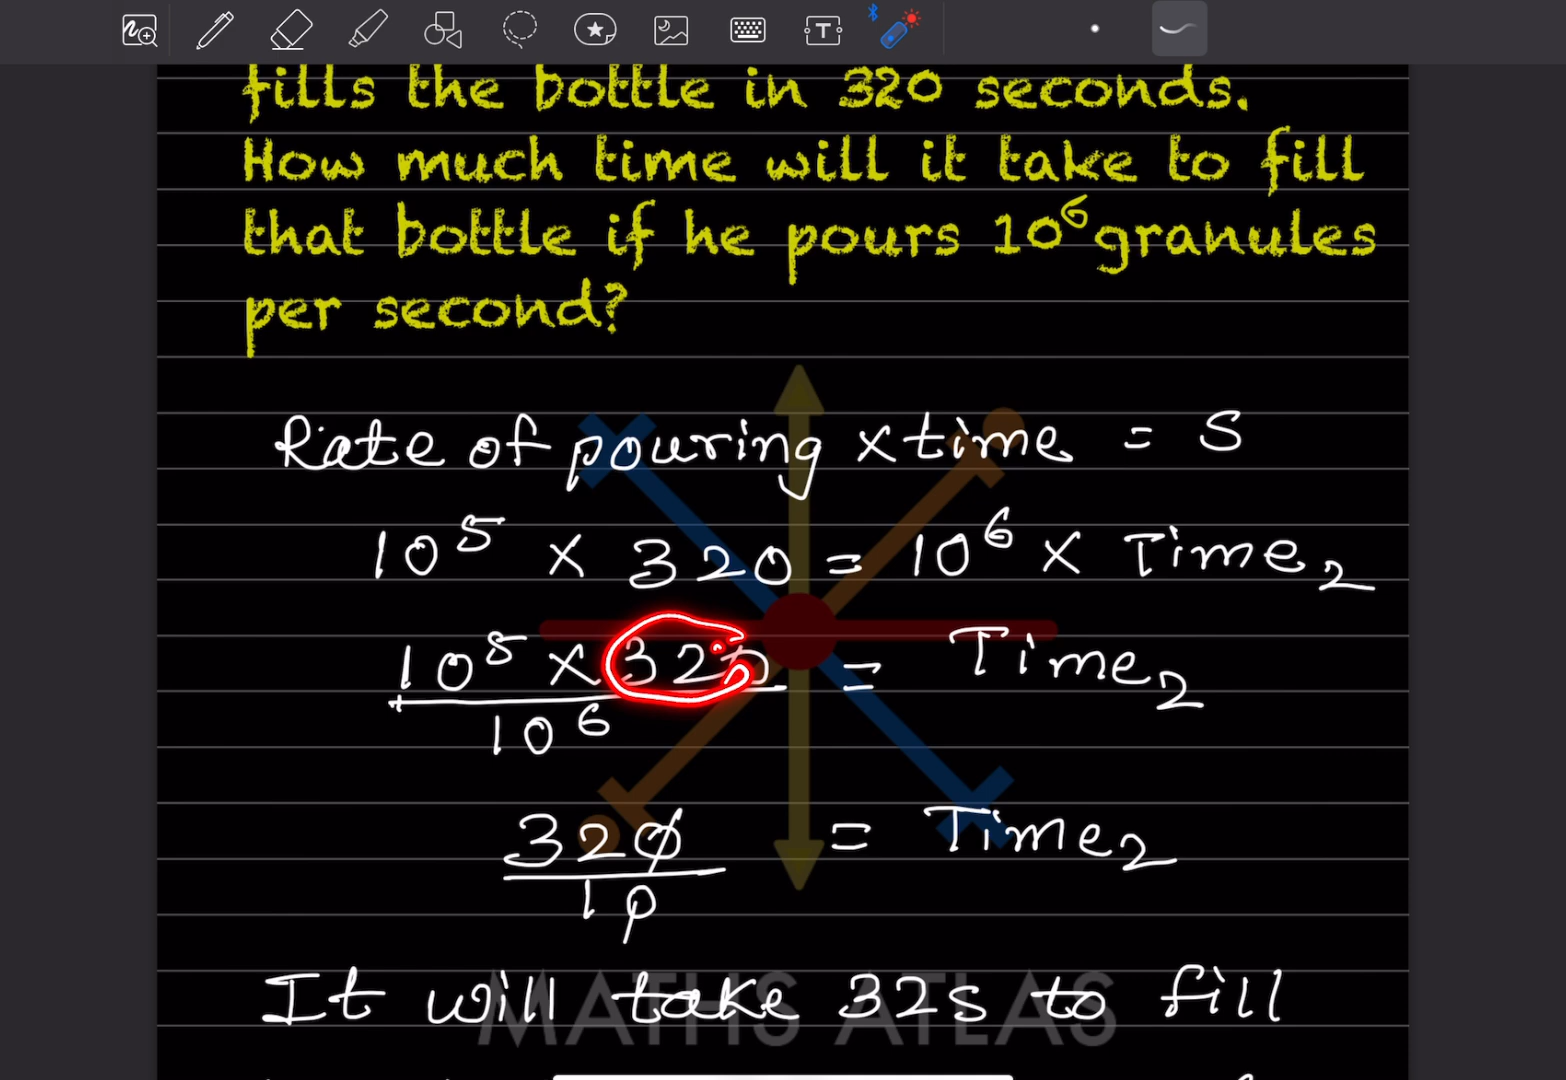 fills the bottle in 320 seconds.
How much time will it take to fill
that bottle if he pours 10⁶ granules
per second?
Rate of pouring × time = S
10⁵ × 320 = 10⁶ × Time₂
10⁵ × 320 / 10⁶ = Time₂
320 / 10 = Time₂
It will take 32s to fill
MATHS ATLAS